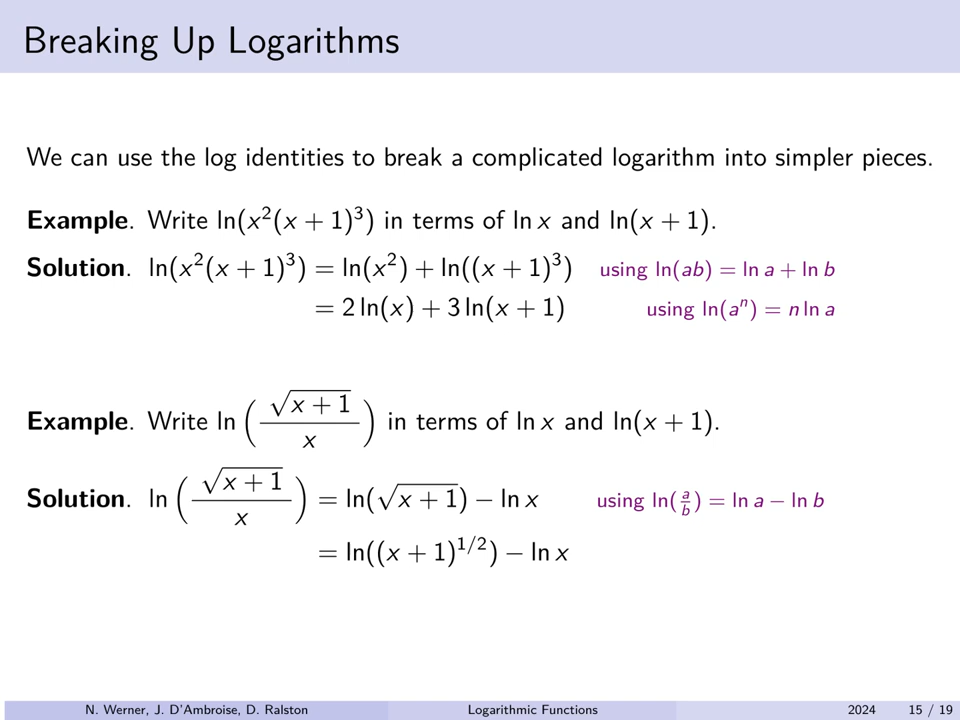 Breaking Up Logarithms
We can use the log identities to break a complicated logarithm into simpler pieces.
Example. Write ln(x²(x + 1)³) in terms of ln x and ln(x + 1).
Solution. ln(x²(x + 1)³) = ln(x²) + ln((x + 1)³) using ln(ab) = ln a + ln b
= 2 ln(x) + 3 ln(x + 1) using ln(aⁿ) = n ln a
Example. Write ln(√(x + 1)/x) in terms of ln x and ln(x + 1).
Solution. ln(√(x + 1)/x) = ln(√(x + 1)) − ln x using ln(a/b) = ln a − ln b
= ln((x + 1)^1/2) − ln x
N. Werner, J. D'Ambroise, D. Ralston Logarithmic Functions 2024 15 / 19